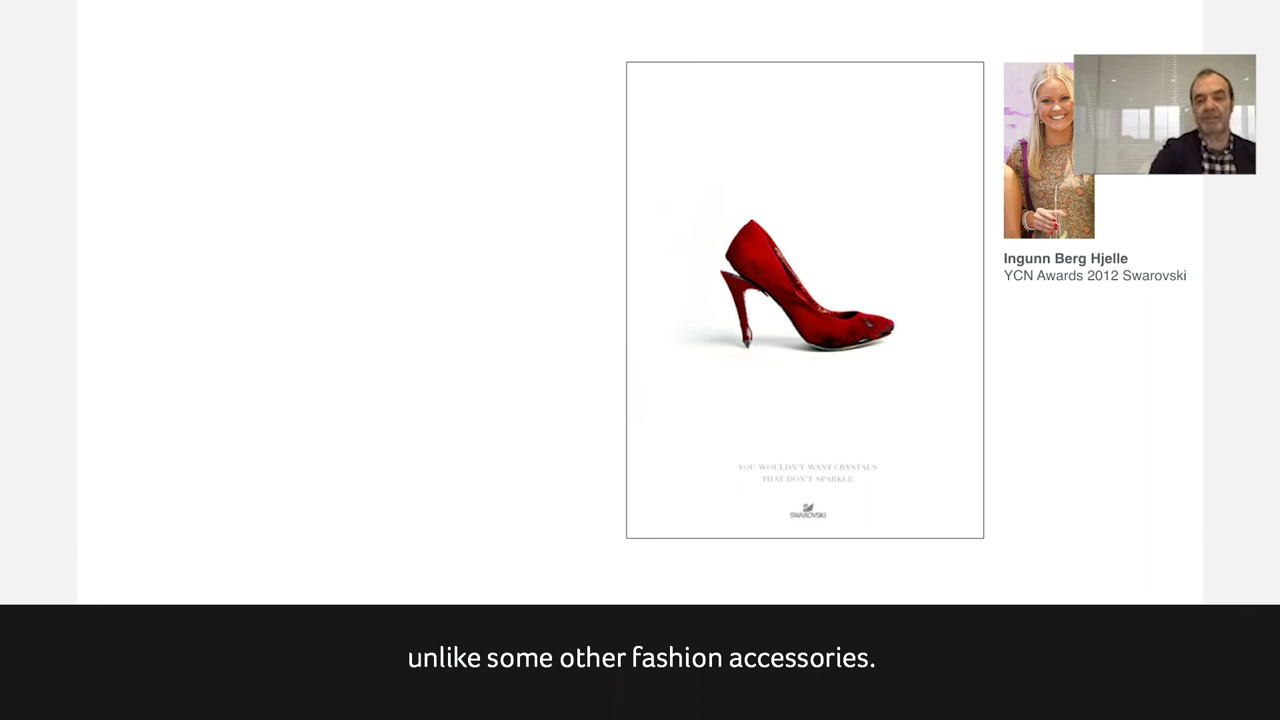 Ingunn Berg Hjelle
YCN Awards 2012 Swarovski
YOU WOULDN'T WANT CRYSTALS
THAT DON'T SPARKLE
SWAROVSKI
unlike some other fashion accessories.